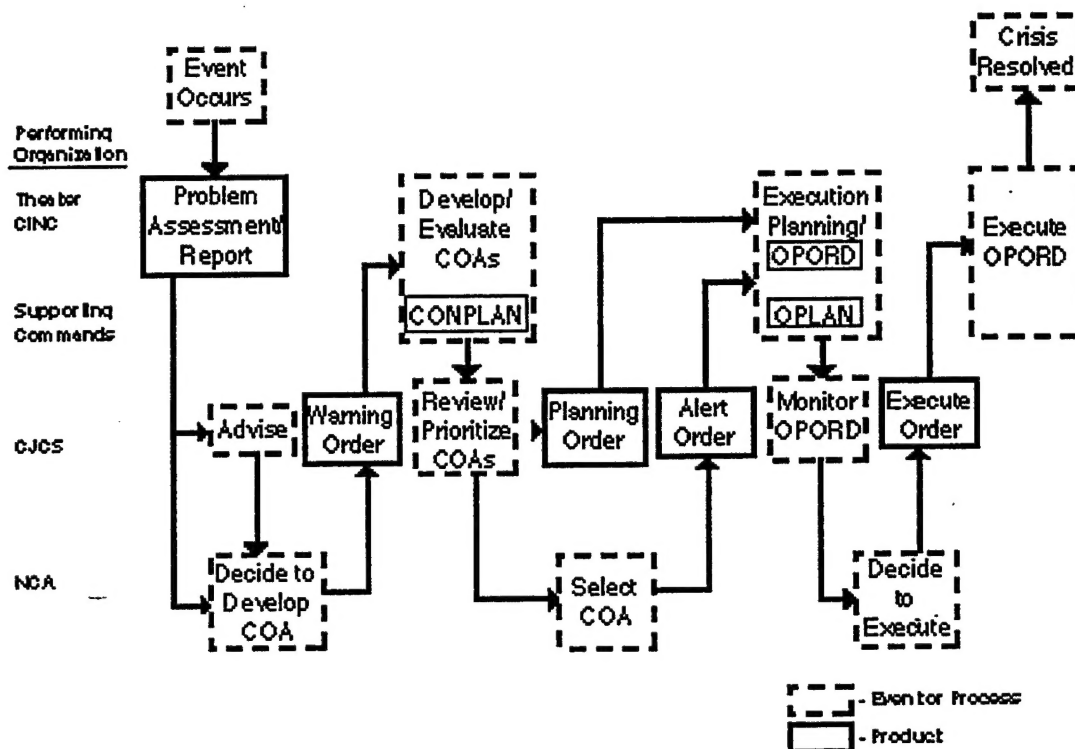 Event
Occurs
Crisis
Resolved
Performing
Organization
Theater
CINC
Problem
Assessment/
Report
Develop/
Evaluate
COAs
CONPLAN
Execution
Planning/
OPORD
OPLAN
Execute
OPORD
Supporting
Commands
CJCS
Advise
Warning
Order
Review/
Prioritize
COAs
Planning
Order
Alert
Order
Monitor
OPORD
Execute
Order
NCA
Decide to
Develop
COA
Select
COA
Decide
to
Execute
- Event or Process
- Product